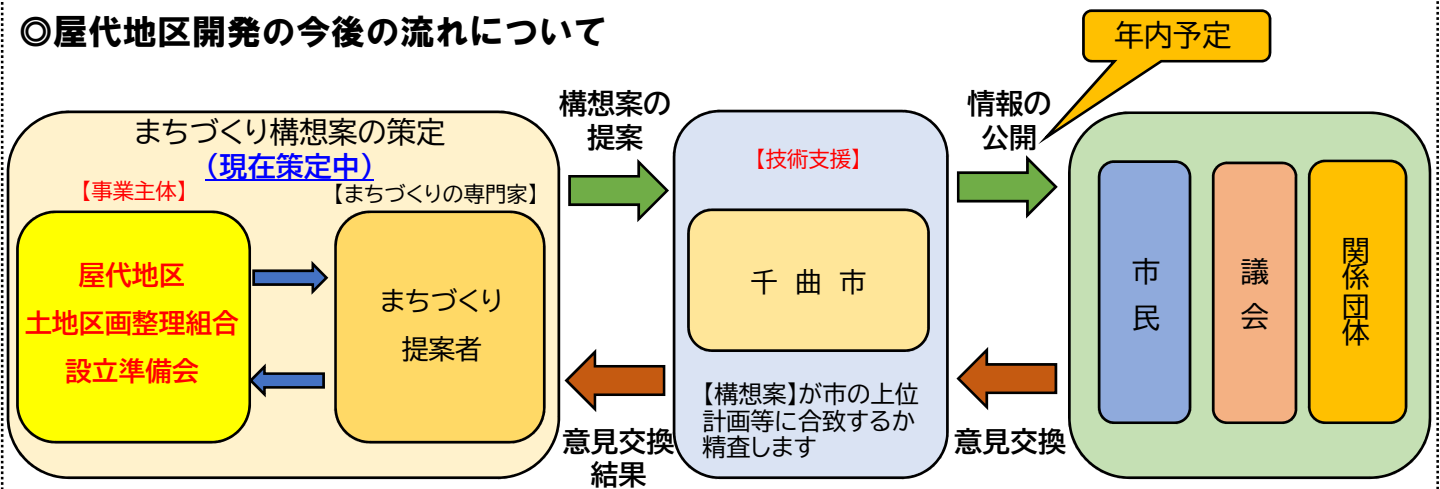 ◎屋代地区開発の今後の流れについて
年内予定
まちづくり構想案の策定
（現在策定中）
【事業主体】
【まちづくりの専門家】
屋代地区
土地区画整理組合
設立準備会
まちづくり
提案者
構想案の
提案
意見交換
結果
【技術支援】
千曲市
【構想案】が市の上位
計画等に合致するか
精査します
情報の
公開
意見交換
市民
議会
関係団体